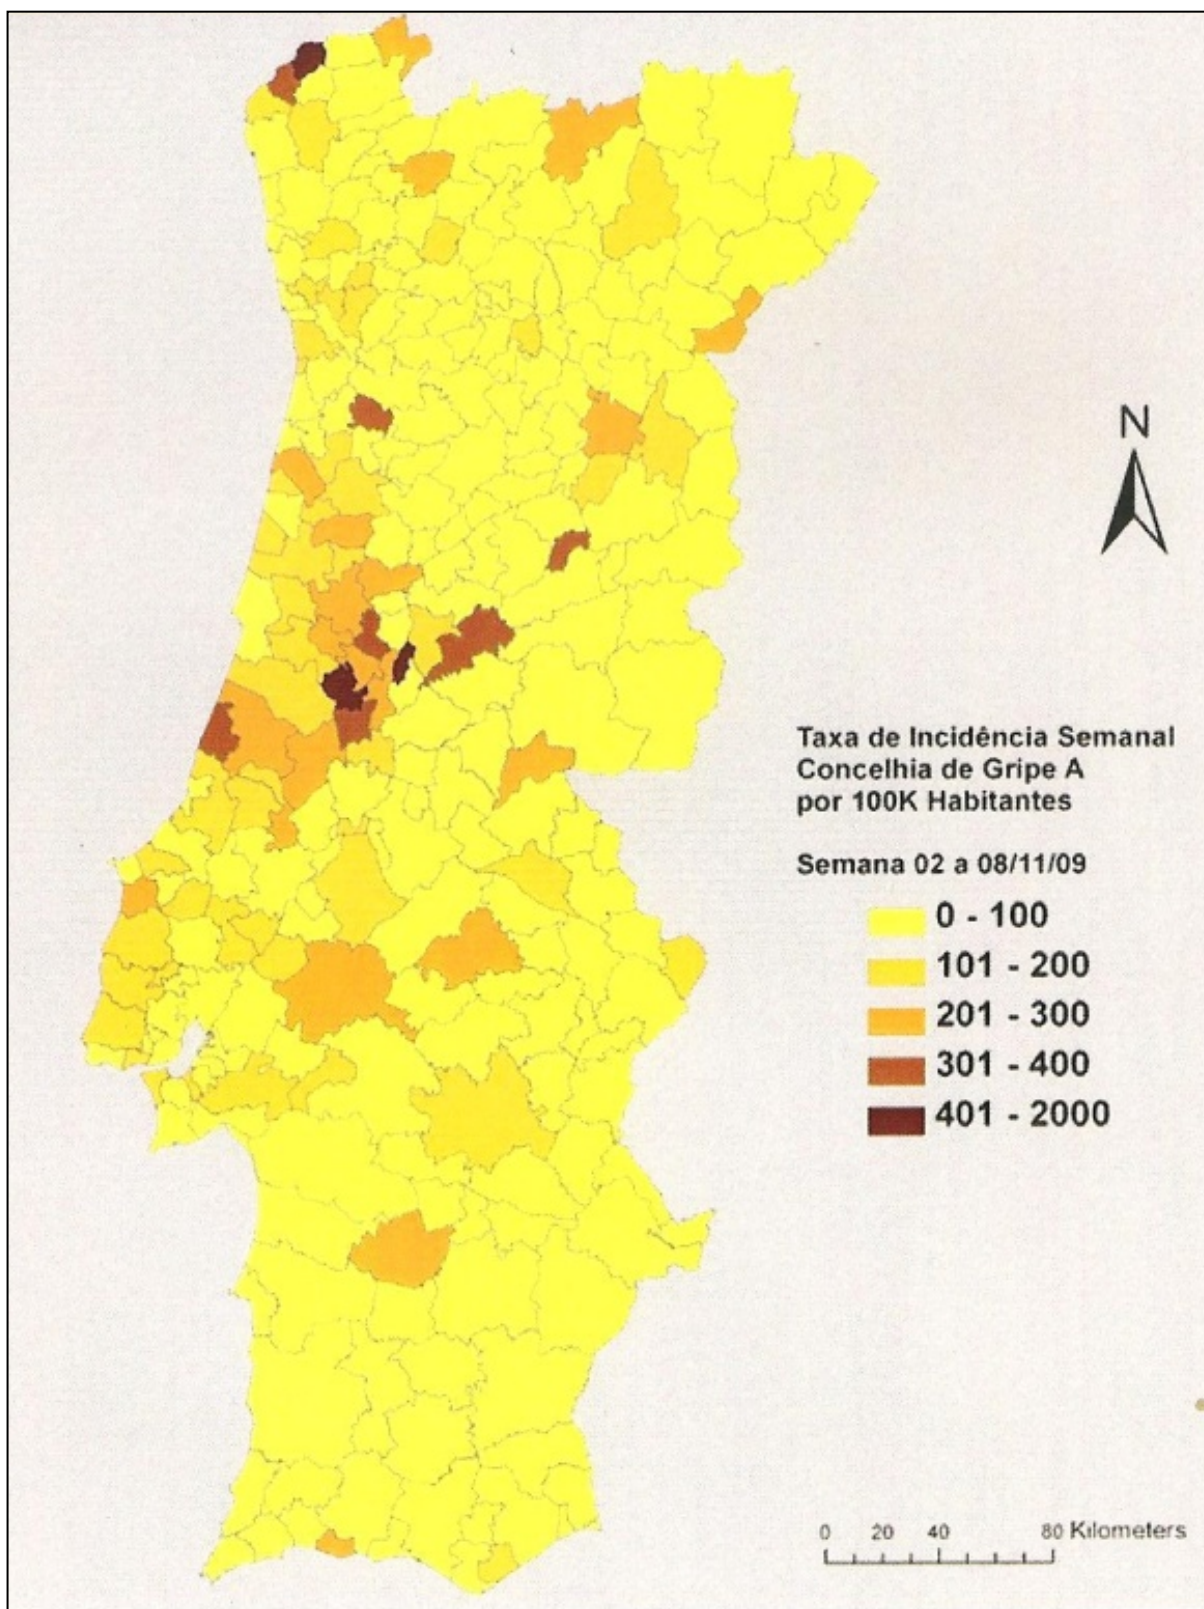 N
Taxa de Incidência Semanal
Concelhia de Gripe A
por 100K Habitantes
Semana 02 a 08/11/09
0 - 100
101 - 200
201 - 300
301 - 400
401 - 2000
0 20 40 80 Kilometers